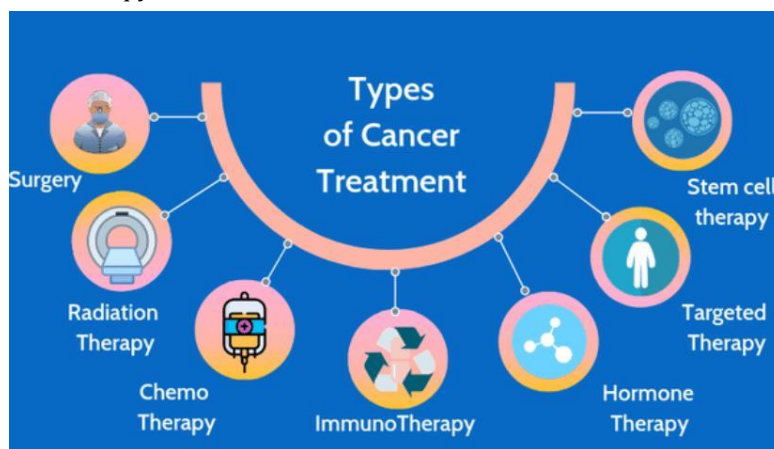 Types
of Cancer
Treatment
Surgery
Radiation
Therapy
Chemo
Therapy
ImmunoTherapy
Hormone
Therapy
Targeted
Therapy
Stem cell
therapy